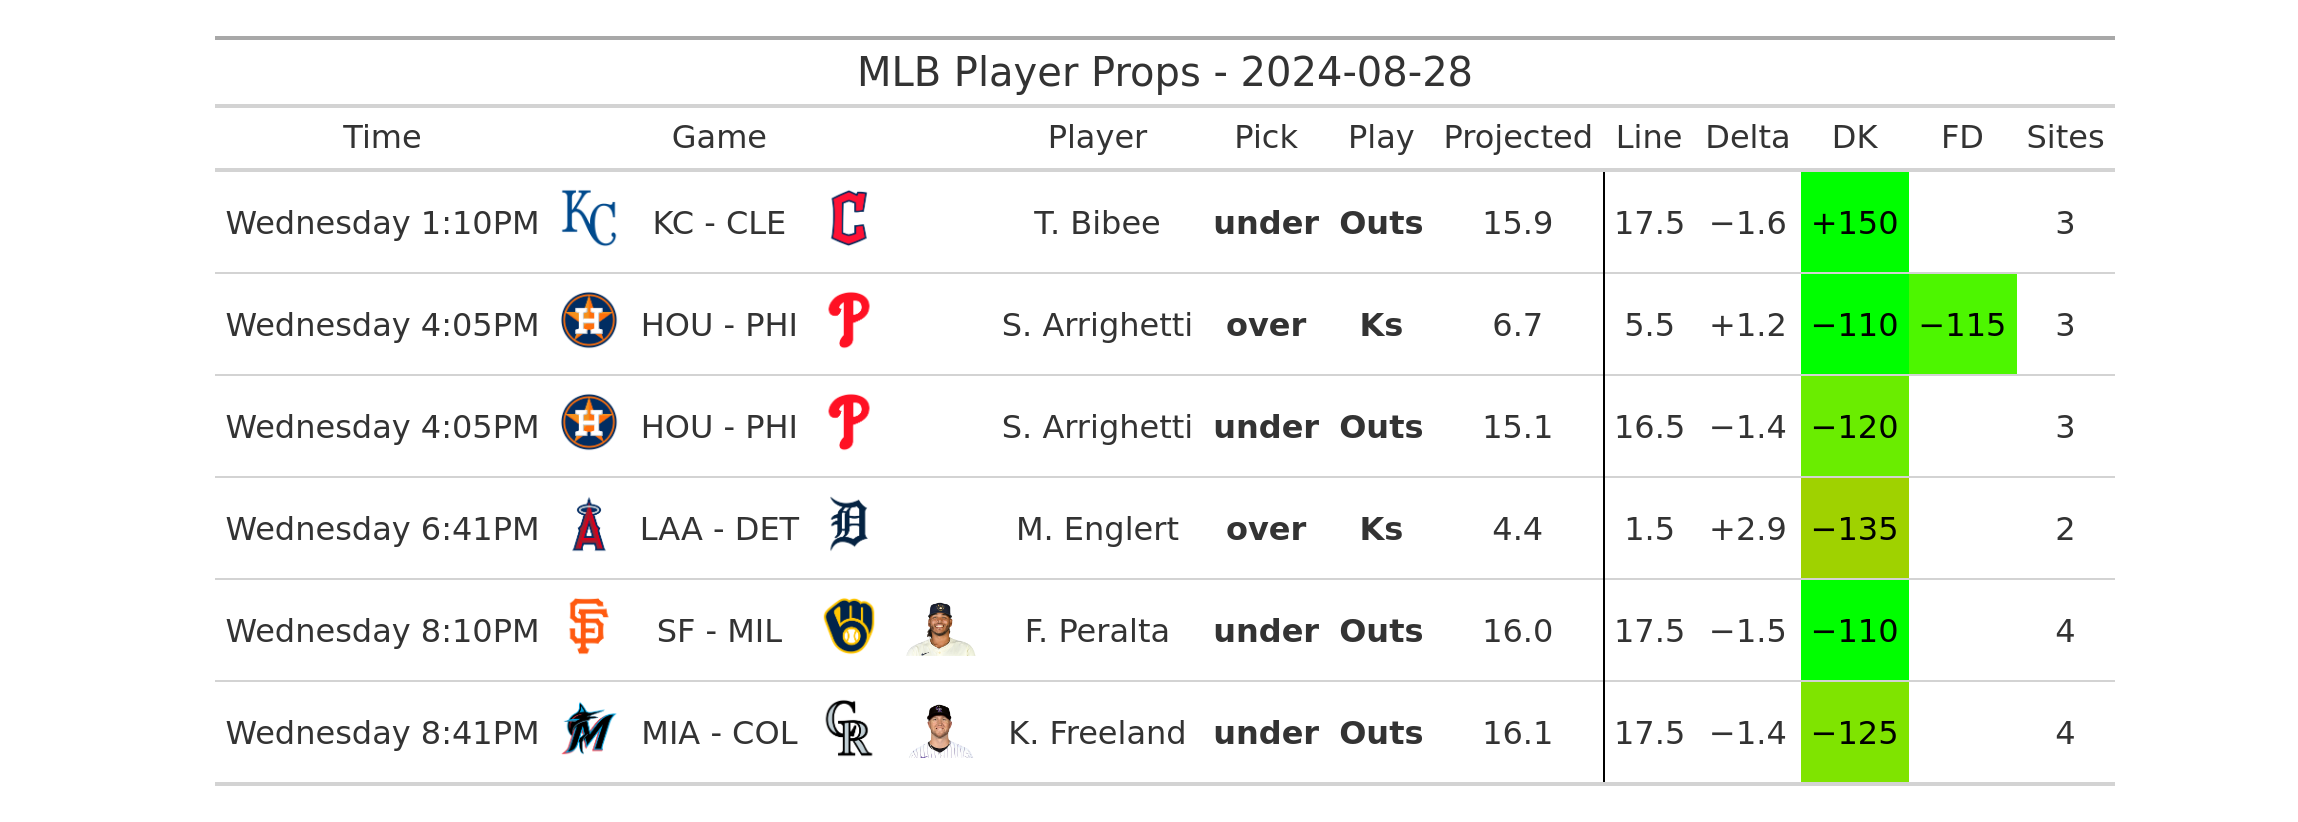 MLB Player Props - 2024-08-28
Time Game Player Pick Play Projected Line Delta DK FD Sites
Wednesday 1:10PM KC KC - CLE C T. Bibee under Outs 15.9 17.5 −1.6 +150 3
Wednesday 4:05PM H HOU - PHI P S. Arrighetti over Ks 6.7 5.5 +1.2 −110 −115 3
Wednesday 4:05PM H HOU - PHI P S. Arrighetti under Outs 15.1 16.5 −1.4 −120 3
Wednesday 6:41PM A LAA - DET D M. Englert over Ks 4.4 1.5 +2.9 −135 2
Wednesday 8:10PM SF SF - MIL F. Peralta under Outs 16.0 17.5 −1.5 −110 4
Wednesday 8:41PM M MIA - COL CR K. Freeland under Outs 16.1 17.5 −1.4 −125 4